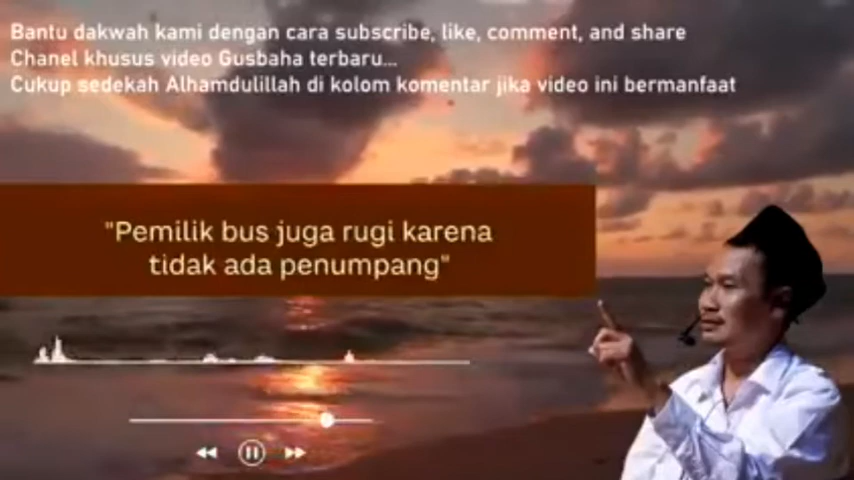 Bantu dakwah kami dengan cara subscribe, like, comment, and share
Chanel khusus video Gusbaha terbaru...
Cukup sedekah Alhamdulillah di kolom komentar jika video ini bermanfaat
"Pemilik bus juga rugi karena
tidak ada penumpang"